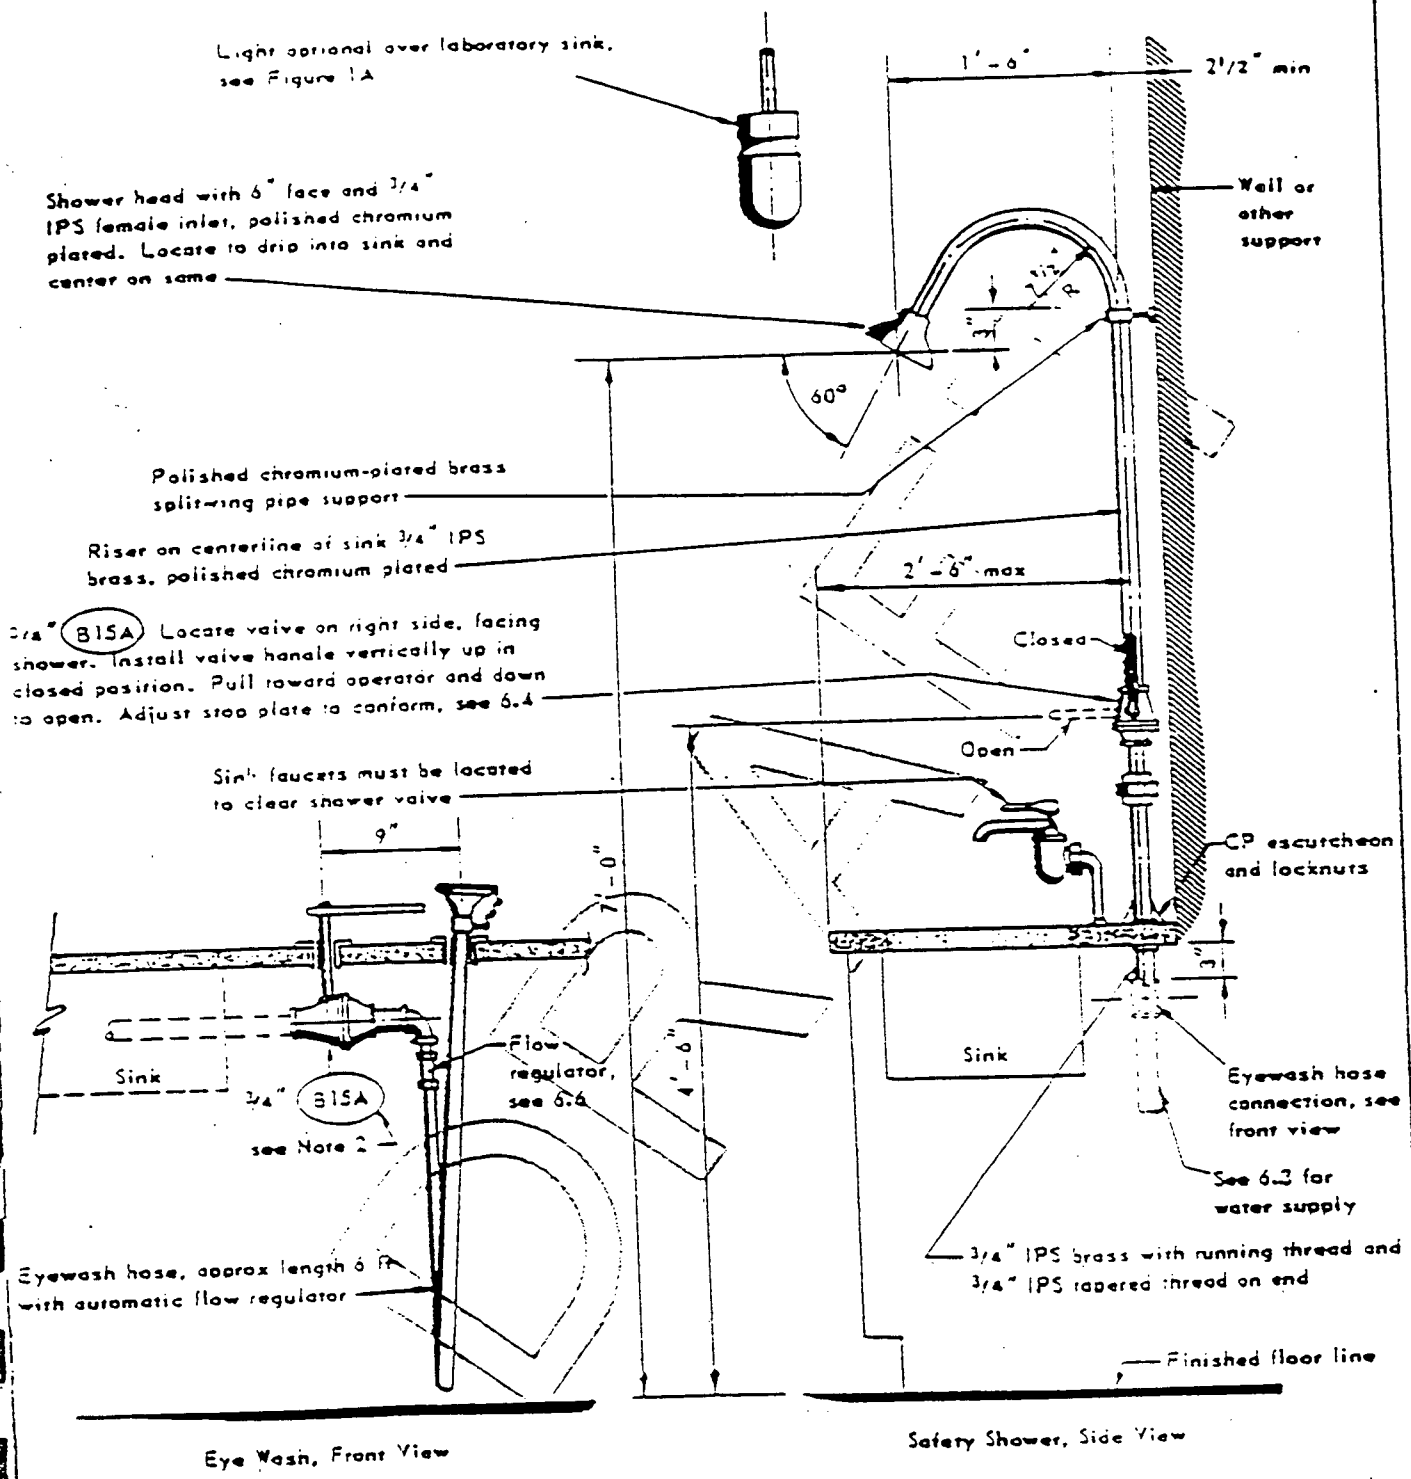 Light optional over laboratory sink,
see Figure 1A
1'-6"
2 1/2" min
Shower head with 6" face and 3/4"
IPS female inlet, polished chromium
plated. Locate to drip into sink and
center on same
Wall or
other
support
R
3"
60°
Polished chromium-plated brass
split-ring pipe support
Riser on centerline of sink 3/4" IPS
brass, polished chromium plated
2'-6" max
3/4" B15A Locate valve on right side, facing
shower. Install valve handle vertically up in
closed position. Pull toward operator and down
to open. Adjust stop plate to conform, see 6.4
Closed
Open
Sink faucets must be located
to clear shower valve
9"
7'-0"
CP escutcheon
and locknuts
3"
4'-6"
Sink
Flow
regulator,
see 6.6
3/4" B15A
see Note 2
Sink
Eyewash hose
connection, see
front view
See 6.3 for
water supply
3/4" IPS brass with running thread and
3/4" IPS tapered thread on end
Eyewash hose, approx length 6 ft
with automatic flow regulator
Finished floor line
Eye Wash, Front View
Safety Shower, Side View